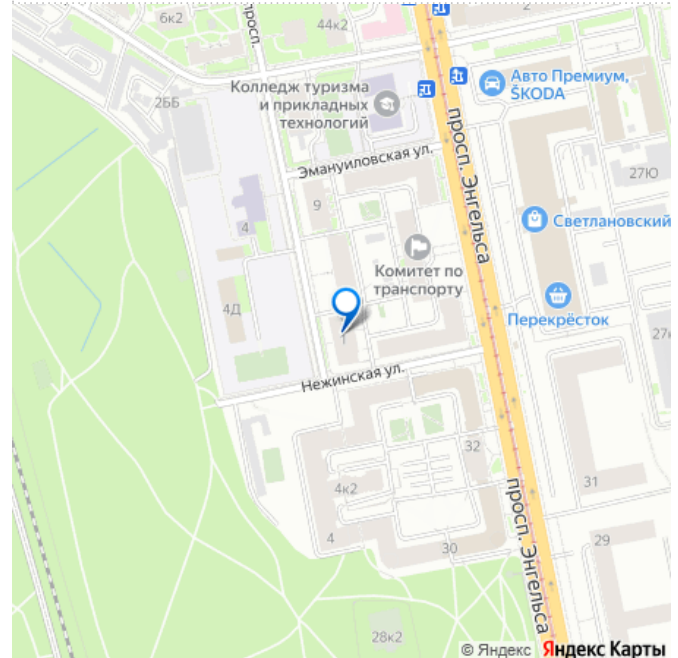 6к2
просп.
44к2
2
2ББ
Колледж туризма
и прикладных
технологий
Авто Премиум,
ŠKODA
просп. Энгельса
Эмануиловская ул.
27Ю
9
4
Светлановский
Комитет по
транспорту
4Д
Перекрёсток
1
27
Нежинская ул.
32
4к2
31
просп. Энгельса
4
30
29
28к2
© Яндекс Яндекс Карты